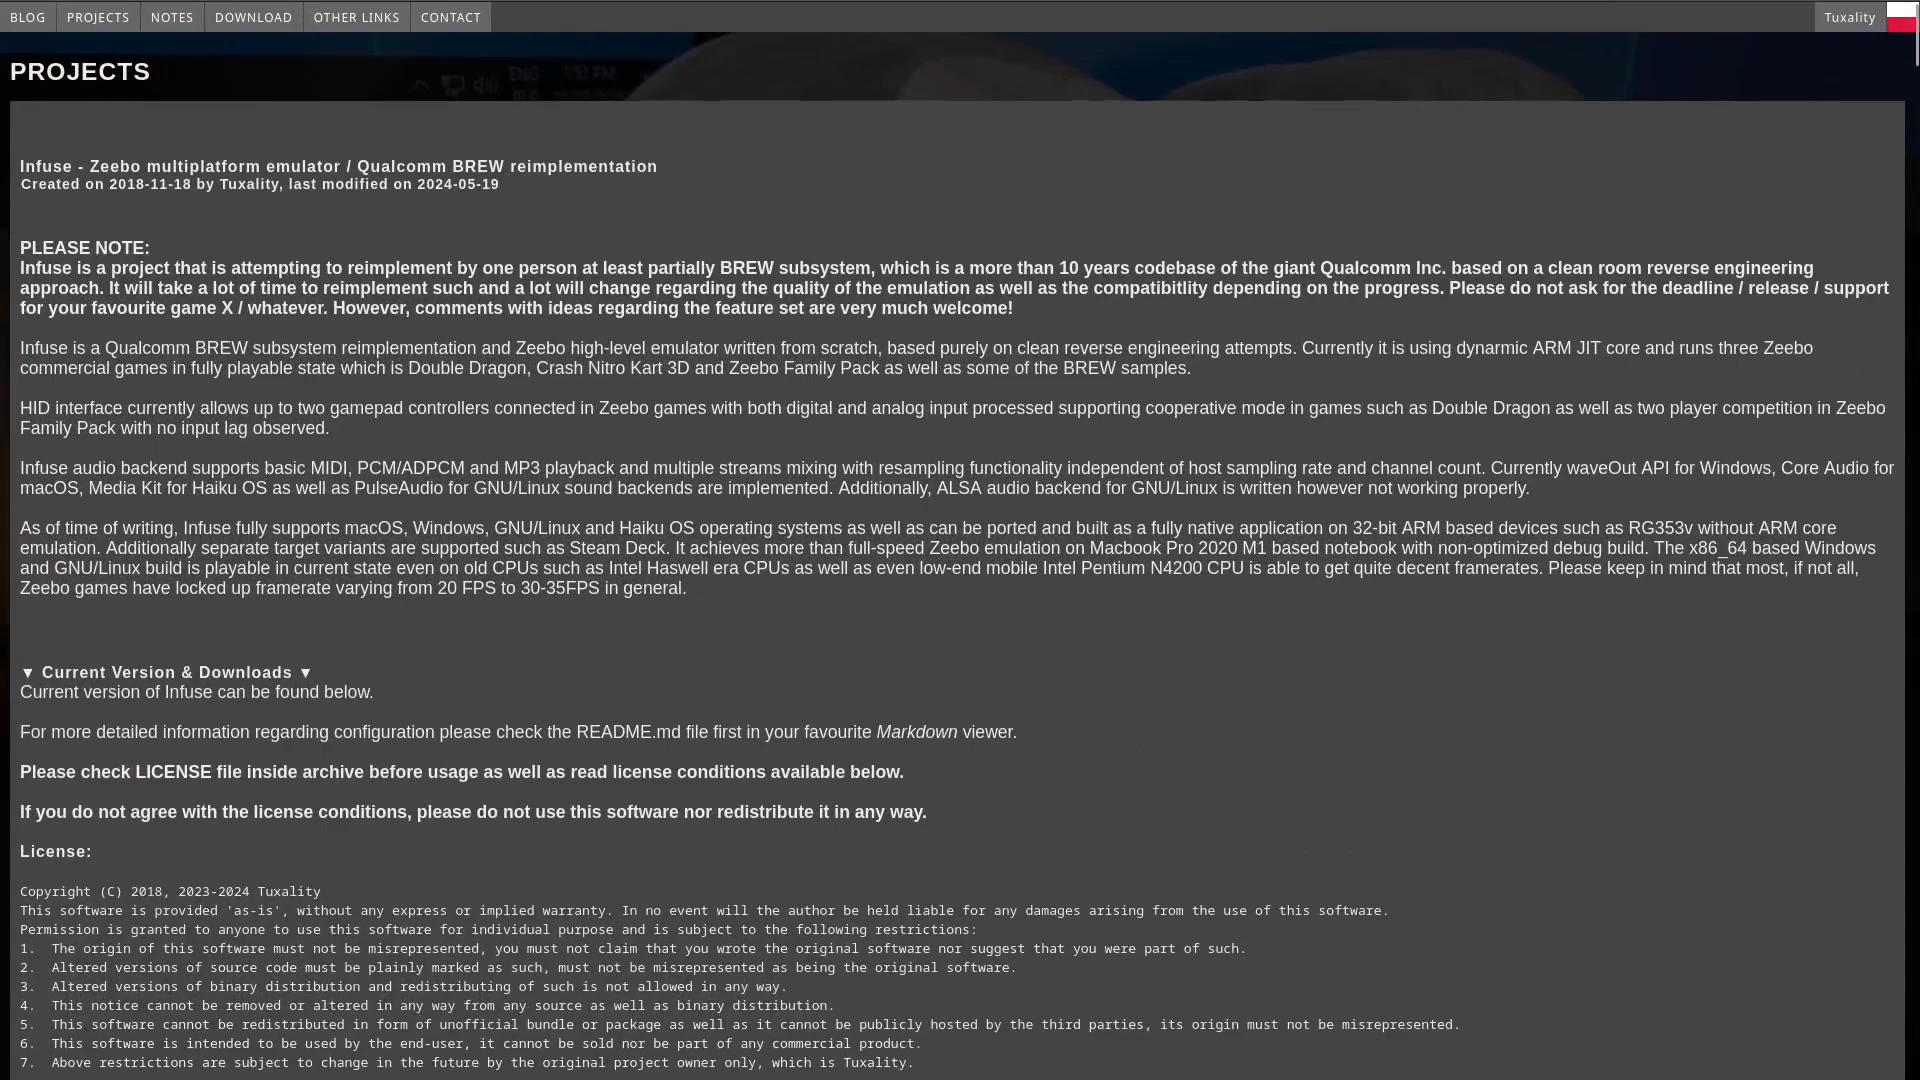 BLOG PROJECTS NOTES DOWNLOAD OTHER LINKS CONTACT Tuxality
PROJECTS
Infuse - Zeebo multiplatform emulator / Qualcomm BREW reimplementation
Created on 2018-11-18 by Tuxality, last modified on 2024-05-19
PLEASE NOTE:
Infuse is a project that is attempting to reimplement by one person at least partially BREW subsystem, which is a more than 10 years codebase of the giant Qualcomm Inc. based on a clean room reverse engineering
approach. It will take a lot of time to reimplement such and a lot will change regarding the quality of the emulation as well as the compatibitlity depending on the progress. Please do not ask for the deadline / release / support
for your favourite game X / whatever. However, comments with ideas regarding the feature set are very much welcome!
Infuse is a Qualcomm BREW subsystem reimplementation and Zeebo high-level emulator written from scratch, based purely on clean reverse engineering attempts. Currently it is using dynarmic ARM JIT core and runs three Zeebo
commercial games in fully playable state which is Double Dragon, Crash Nitro Kart 3D and Zeebo Family Pack as well as some of the BREW samples.
HID interface currently allows up to two gamepad controllers connected in Zeebo games with both digital and analog input processed supporting cooperative mode in games such as Double Dragon as well as two player competition in Zeebo
Family Pack with no input lag observed.
Infuse audio backend supports basic MIDI, PCM/ADPCM and MP3 playback and multiple streams mixing with resampling functionality independent of host sampling rate and channel count. Currently waveOut API for Windows, Core Audio for
macOS, Media Kit for Haiku OS as well as PulseAudio for GNU/Linux sound backends are implemented. Additionally, ALSA audio backend for GNU/Linux is written however not working properly.
As of time of writing, Infuse fully supports macOS, Windows, GNU/Linux and Haiku OS operating systems as well as can be ported and built as a fully native application on 32-bit ARM based devices such as RG353v without ARM core
emulation. Additionally separate target variants are supported such as Steam Deck. It achieves more than full-speed Zeebo emulation on Macbook Pro 2020 M1 based notebook with non-optimized debug build. The x86_64 based Windows
and GNU/Linux build is playable in current state even on old CPUs such as Intel Haswell era CPUs as well as even low-end mobile Intel Pentium N4200 CPU is able to get quite decent framerates. Please keep in mind that most, if not all,
Zeebo games have locked up framerate varying from 20 FPS to 30-35FPS in general.
▼ Current Version & Downloads ▼
Current version of Infuse can be found below.
For more detailed information regarding configuration please check the README.md file first in your favourite Markdown viewer.
Please check LICENSE file inside archive before usage as well as read license conditions available below.
If you do not agree with the license conditions, please do not use this software nor redistribute it in any way.
License:
Copyright (C) 2018, 2023-2024 Tuxality
This software is provided 'as-is', without any express or implied warranty. In no event will the author be held liable for any damages arising from the use of this software.
Permission is granted to anyone to use this software for individual purpose and is subject to the following restrictions:
1. The origin of this software must not be misrepresented, you must not claim that you wrote the original software nor suggest that you were part of such.
2. Altered versions of source code must be plainly marked as such, must not be misrepresented as being the original software.
3. Altered versions of binary distribution and redistributing of such is not allowed in any way.
4. This notice cannot be removed or altered in any way from any source as well as binary distribution.
5. This software cannot be redistributed in form of unofficial bundle or package as well as it cannot be publicly hosted by the third parties, its origin must not be misrepresented.
6. This software is intended to be used by the end-user, it cannot be sold nor be part of any commercial product.
7. Above restrictions are subject to change in the future by the original project owner only, which is Tuxality.